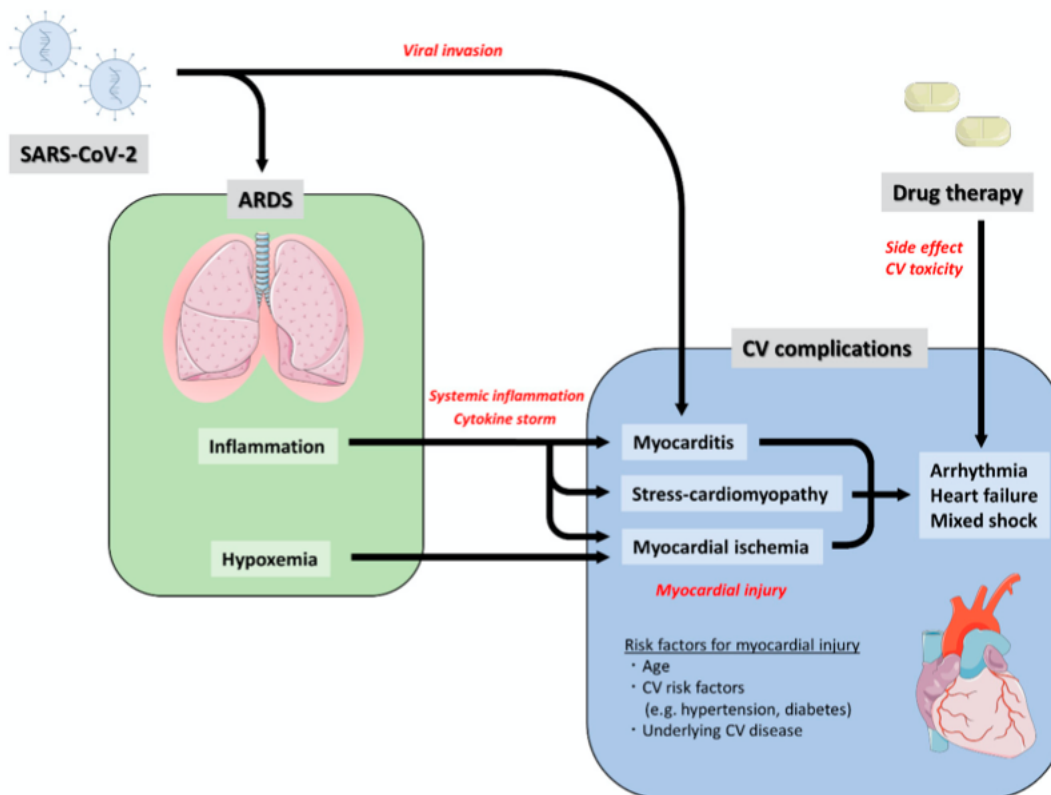 Viral invasion
SARS-CoV-2
ARDS
Drug therapy
Side effect
CV toxicity
CV complications
Systemic inflammation
Cytokine storm
Inflammation
Myocarditis
Stress-cardiomyopathy
Arrhythmia
Heart failure
Mixed shock
Hypoxemia
Myocardial ischemia
Myocardial injury
Risk factors for myocardial injury
・Age
・CV risk factors
(e.g. hypertension, diabetes)
・Underlying CV disease